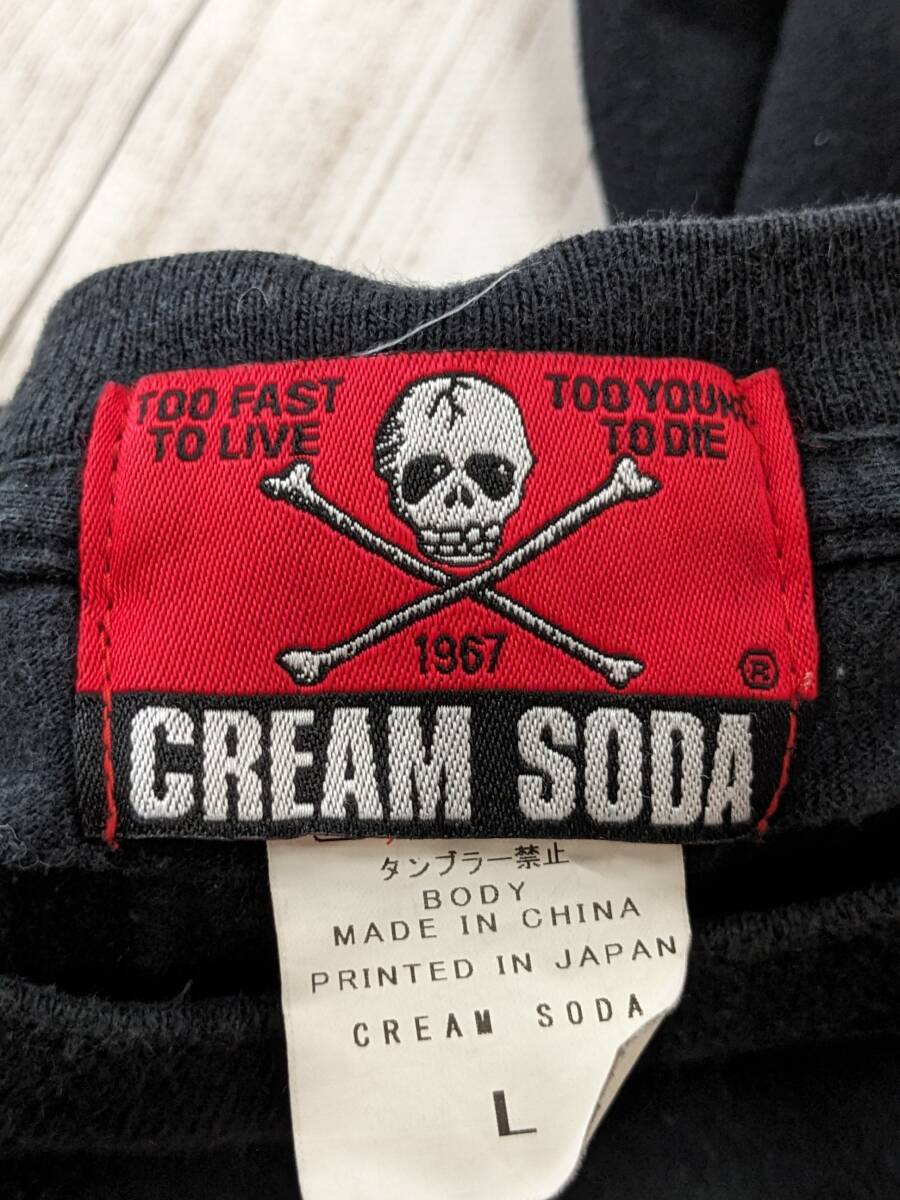 TOO FAST
TO LIVE
TOO YOUNG
TO DIE
1967
®
CREAM SODA
タンブラー禁止
BODY
MADE IN CHINA
PRINTED IN JAPAN
CREAM SODA
L